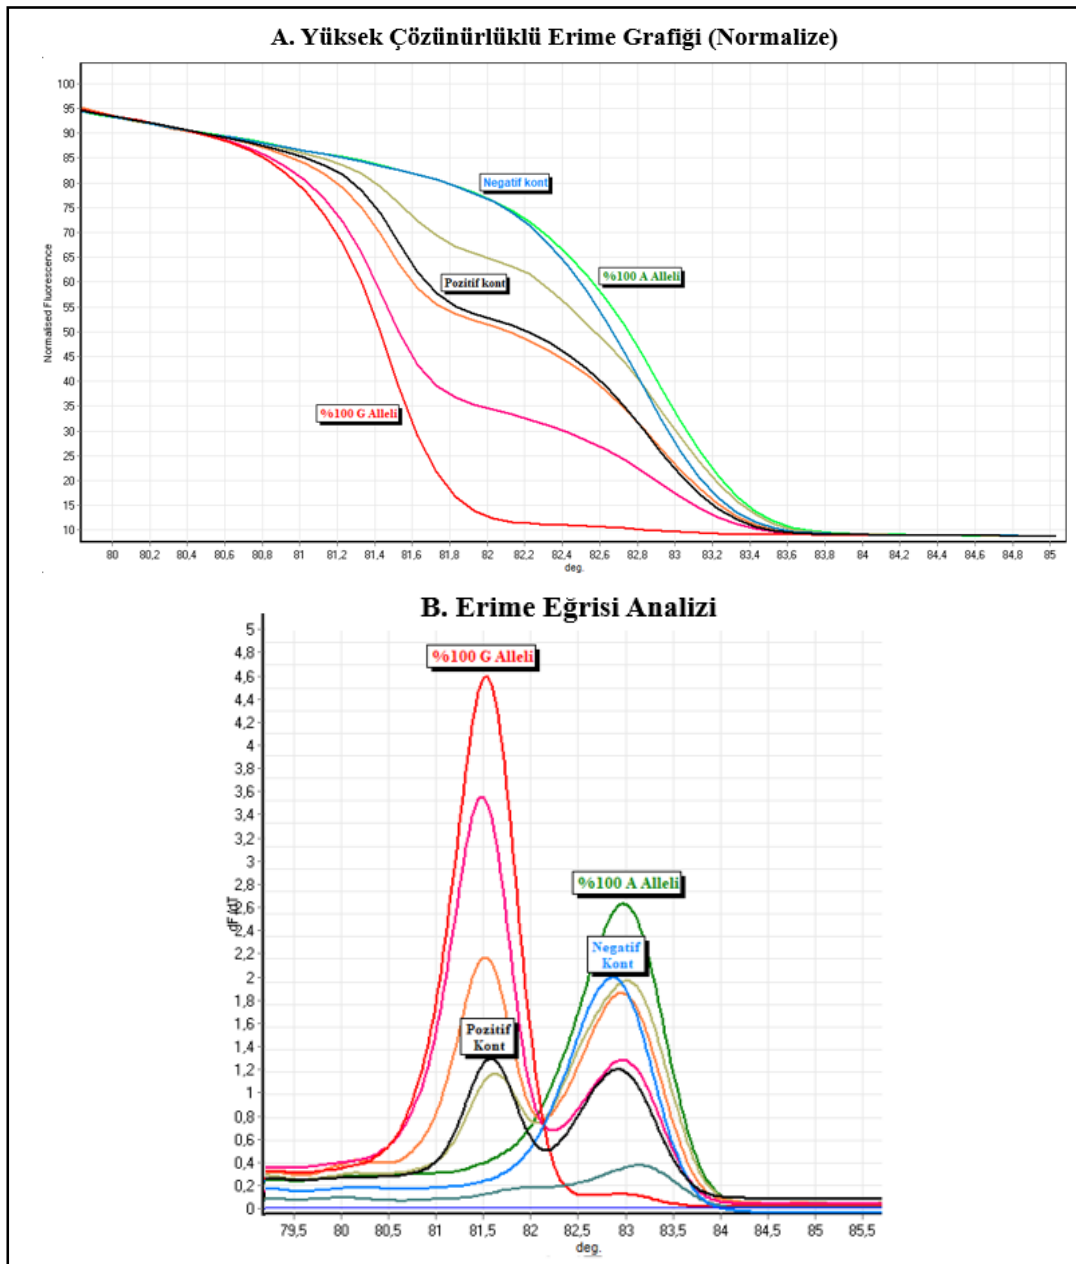 A. Yüksek Çözünürlüklü Erime Grafiği (Normalize)
100
95
90
85
80
75
70
65
60
55
50
45
40
35
30
25
20
15
10
Normalised Fluorescence
Negatif kont
%100 A Alleli
Pozitif kont
%100 G Alleli
80 80,2 80,4 80,6 80,8 81 81,2 81,4 81,6 81,8 82 82,2 82,4 82,6 82,8 83 83,2 83,4 83,6 83,8 84 84,2 84,4 84,6 84,8 85
deg.
B. Erime Eğrisi Analizi
5
4,8
4,6
4,4
4,2
4
3,8
3,6
3,4
3,2
3
2,8
2,6
2,4
2,2
2
1,8
1,6
1,4
1,2
1
0,8
0,6
0,4
0,2
0
dF/dT
%100 G Alleli
%100 A Alleli
Negatif
Kont
Pozitif
Kont
79,5 80 80,5 81 81,5 82 82,5 83 83,5 84 84,5 85 85,5
deg.